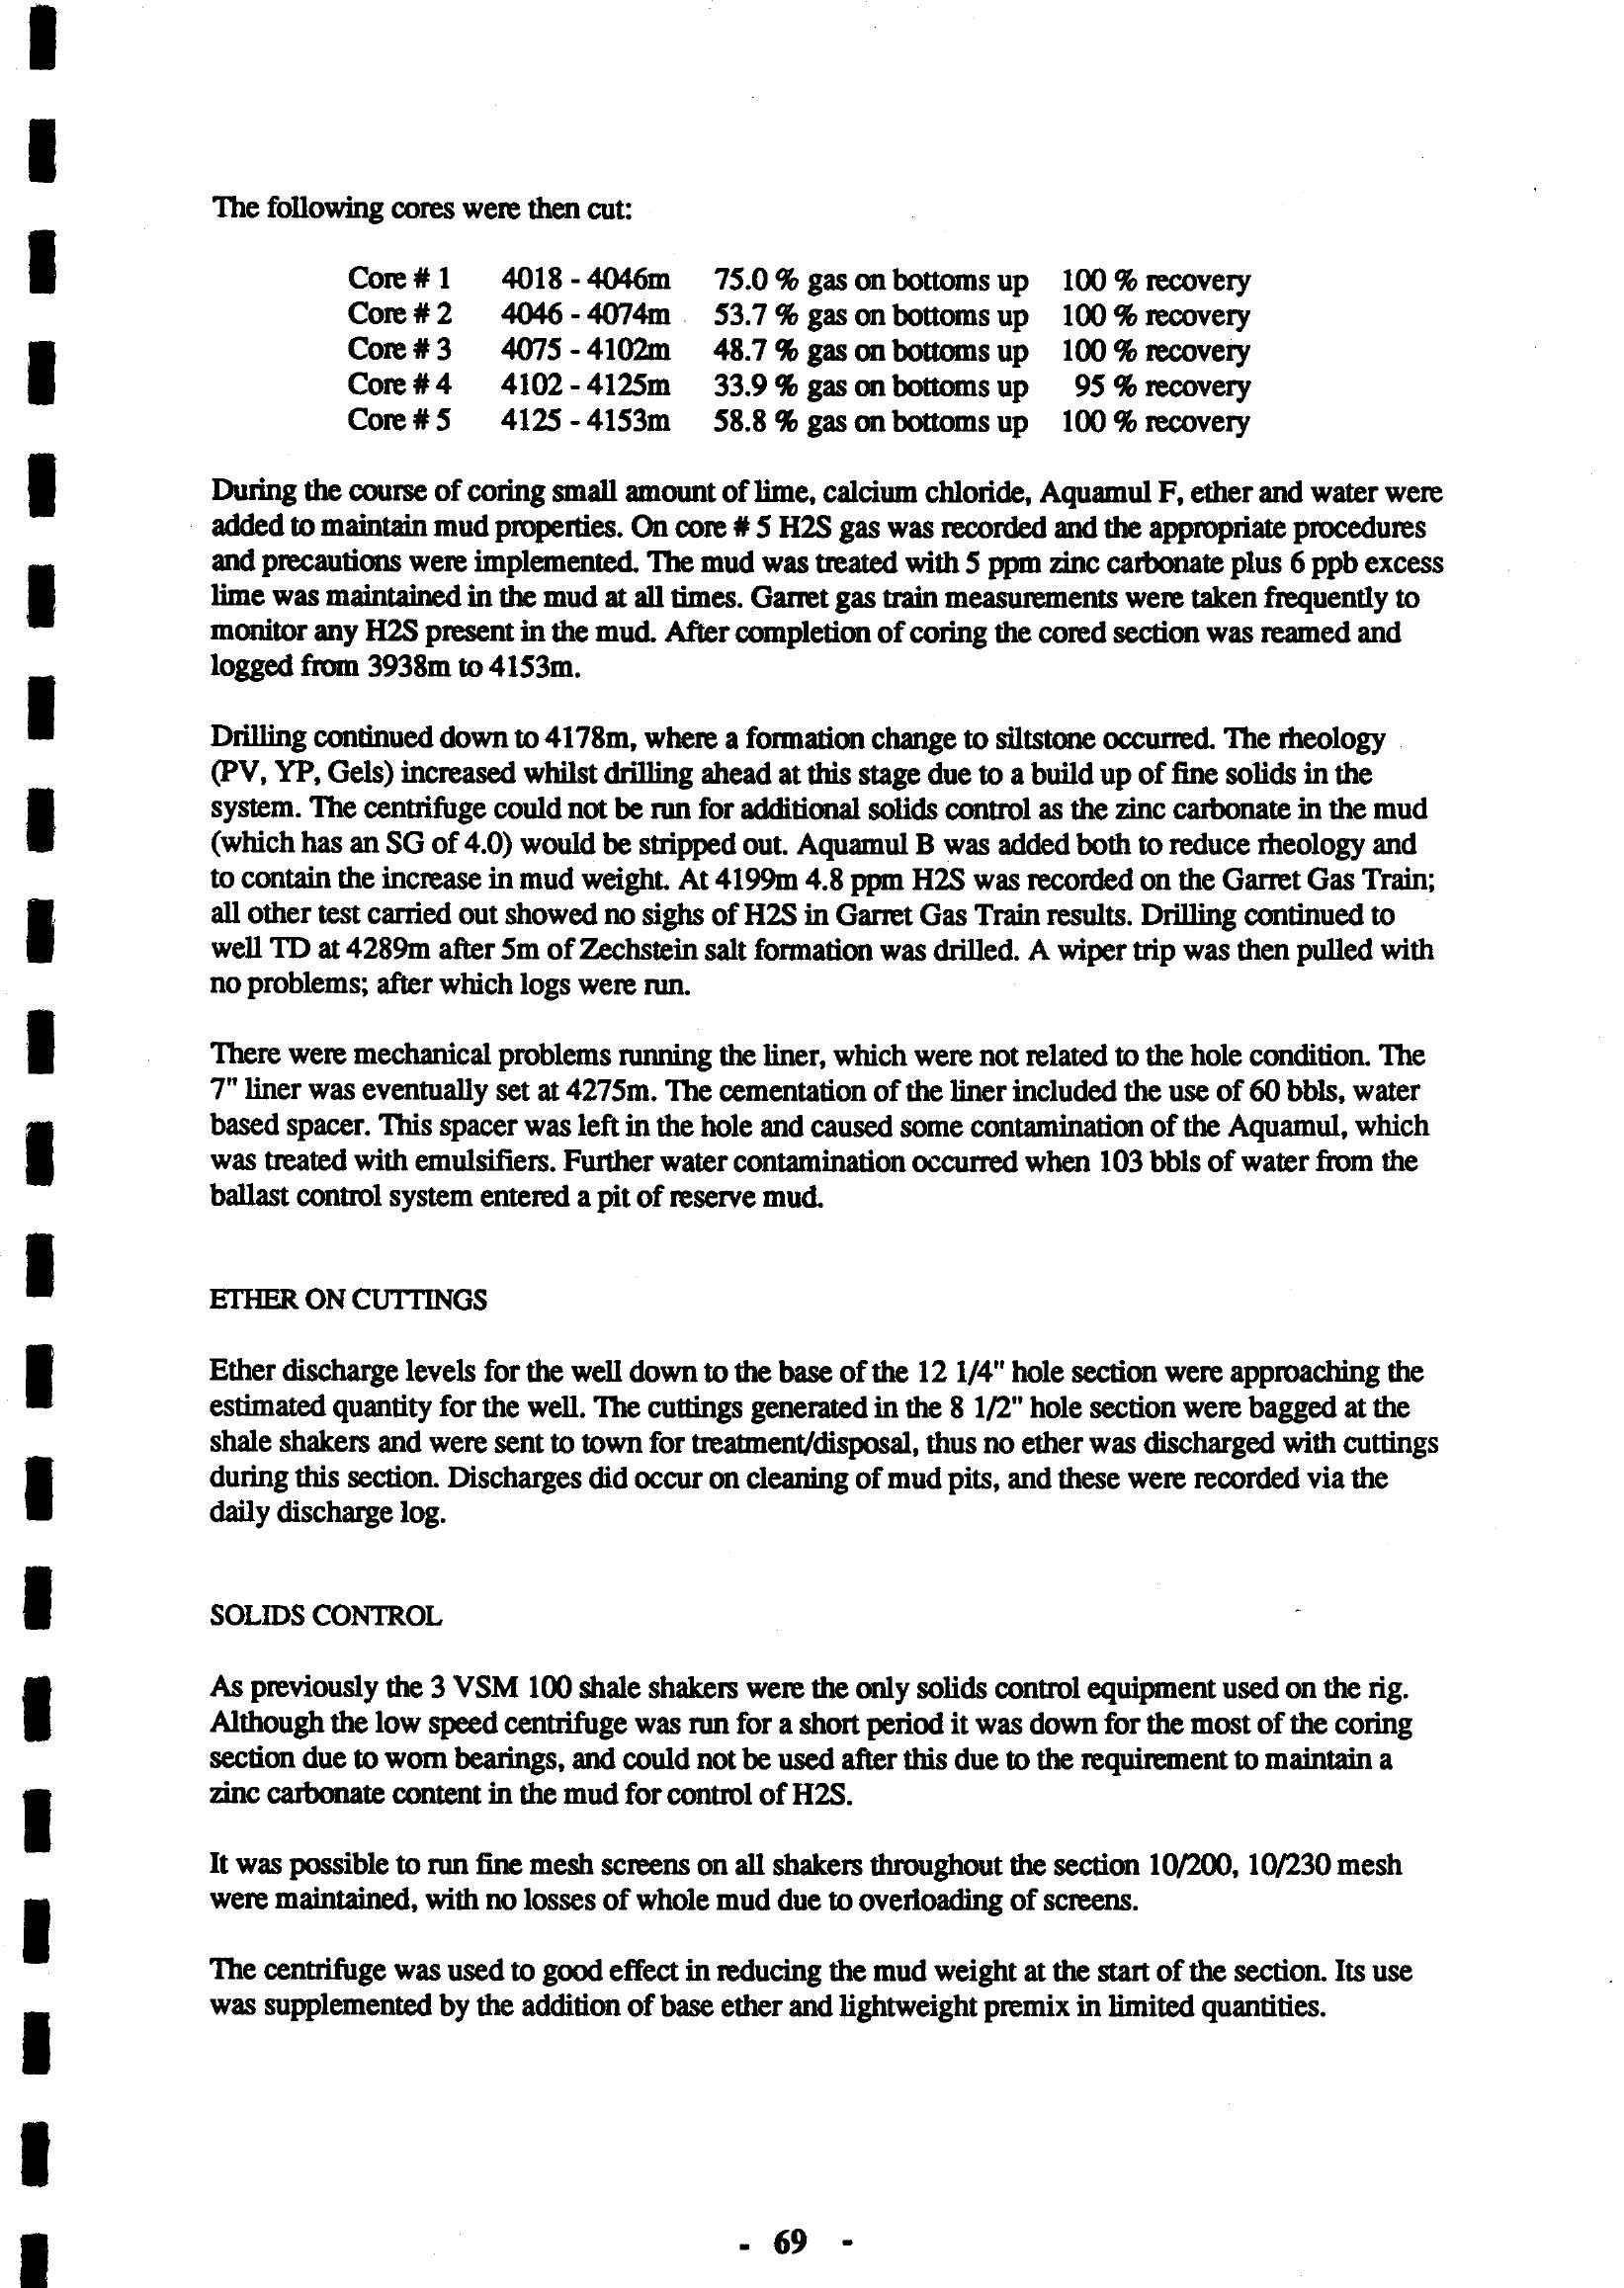 The following cores were then cut:
Core # 1 4018 - 4046m 75.0 % gas on bottoms up 100 % recovery
Core # 2 4046 - 4074m 53.7 % gas on bottoms up 100 % recovery
Core # 3 4075 - 4102m 48.7 % gas on bottoms up 100 % recovery
Core # 4 4102 - 4125m 33.9 % gas on bottoms up 95 % recovery
Core # 5 4125 - 4153m 58.8 % gas on bottoms up 100 % recovery
During the course of coring small amount of lime, calcium chloride, Aquamul F, ether and water were
added to maintain mud properties. On core # 5 H2S gas was recorded and the appropriate procedures
and precautions were implemented. The mud was treated with 5 ppm zinc carbonate plus 6 ppb excess
lime was maintained in the mud at all times. Garret gas train measurements were taken frequently to
monitor any H2S present in the mud. After completion of coring the cored section was reamed and
logged from 3938m to 4153m.
Drilling continued down to 4178m, where a formation change to siltstone occurred. The rheology
(PV, YP, Gels) increased whilst drilling ahead at this stage due to a build up of fine solids in the
system. The centrifuge could not be run for additional solids control as the zinc carbonate in the mud
(which has an SG of 4.0) would be stripped out. Aquamul B was added both to reduce rheology and
to contain the increase in mud weight. At 4199m 4.8 ppm H2S was recorded on the Garret Gas Train;
all other test carried out showed no sighs of H2S in Garret Gas Train results. Drilling continued to
well TD at 4289m after 5m of Zechstein salt formation was drilled. A wiper trip was then pulled with
no problems; after which logs were run.
There were mechanical problems running the liner, which were not related to the hole condition. The
7" liner was eventually set at 4275m. The cementation of the liner included the use of 60 bbls, water
based spacer. This spacer was left in the hole and caused some contamination of the Aquamul, which
was treated with emulsifiers. Further water contamination occurred when 103 bbls of water from the
ballast control system entered a pit of reserve mud.
ETHER ON CUTTINGS
Ether discharge levels for the well down to the base of the 12 1/4" hole section were approaching the
estimated quantity for the well. The cuttings generated in the 8 1/2" hole section were bagged at the
shale shakers and were sent to town for treatment/disposal, thus no ether was discharged with cuttings
during this section. Discharges did occur on cleaning of mud pits, and these were recorded via the
daily discharge log.
SOLIDS CONTROL
As previously the 3 VSM 100 shale shakers were the only solids control equipment used on the rig.
Although the low speed centrifuge was run for a short period it was down for the most of the coring
section due to worn bearings, and could not be used after this due to the requirement to maintain a
zinc carbonate content in the mud for control of H2S.
It was possible to run fine mesh screens on all shakers throughout the section 10/200, 10/230 mesh
were maintained, with no losses of whole mud due to overloading of screens.
The centrifuge was used to good effect in reducing the mud weight at the start of the section. Its use
was supplemented by the addition of base ether and lightweight premix in limited quantities.
- 69 -